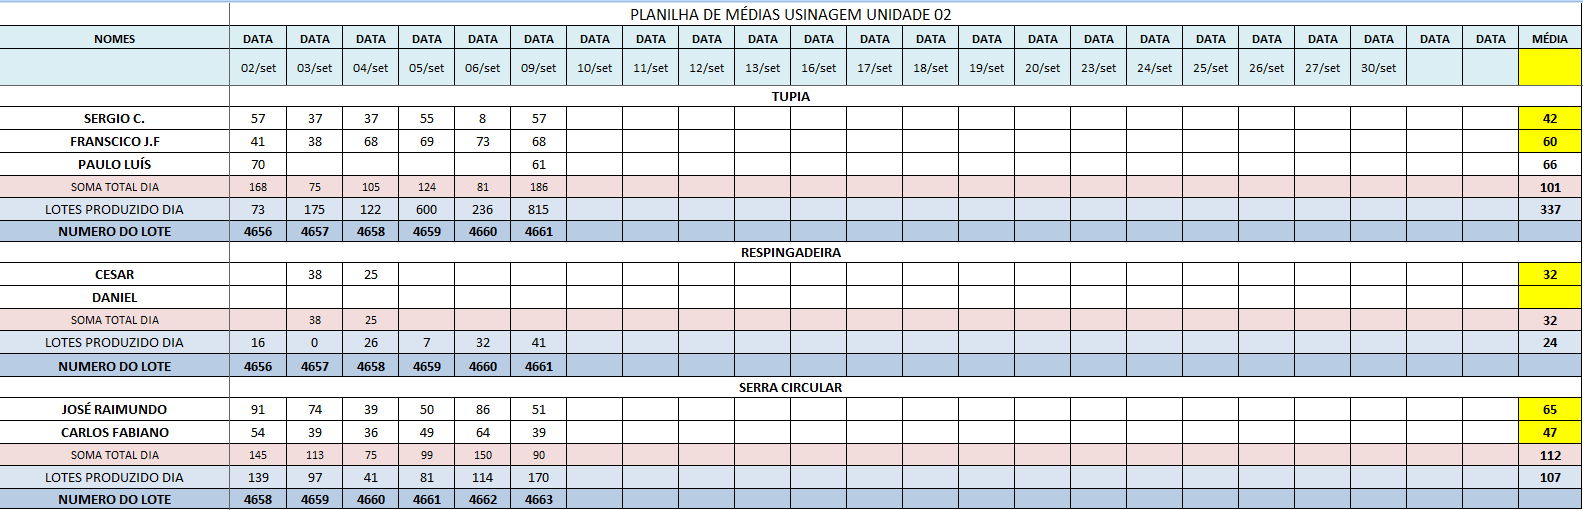 PLANILHA DE MÉDIAS USINAGEM UNIDADE 02
NOMES DATA DATA DATA DATA DATA DATA DATA DATA DATA DATA DATA DATA DATA DATA DATA DATA DATA DATA DATA DATA DATA DATA DATA MÉDIA
02/set 03/set 04/set 05/set 06/set 09/set 10/set 11/set 12/set 13/set 16/set 17/set 18/set 19/set 20/set 23/set 24/set 25/set 26/set 27/set 30/set
TUPIA
SERGIO C. 57 37 37 55 8 57 42
FRANSCICO J.F 41 38 68 69 73 68 60
PAULO LUÍS 70 61 66
SOMA TOTAL DIA 168 75 105 124 81 186 101
LOTES PRODUZIDO DIA 73 175 122 600 236 815 337
NUMERO DO LOTE 4656 4657 4658 4659 4660 4661
RESPINGADEIRA
CESAR 38 25 32
DANIEL
SOMA TOTAL DIA 38 25 32
LOTES PRODUZIDO DIA 16 0 26 7 32 41 24
NUMERO DO LOTE 4656 4657 4658 4659 4660 4661
SERRA CIRCULAR
JOSÉ RAIMUNDO 91 74 39 50 86 51 65
CARLOS FABIANO 54 39 36 49 64 39 47
SOMA TOTAL DIA 145 113 75 99 150 90 112
LOTES PRODUZIDO DIA 139 97 41 81 114 170 107
NUMERO DO LOTE 4658 4659 4660 4661 4662 4663